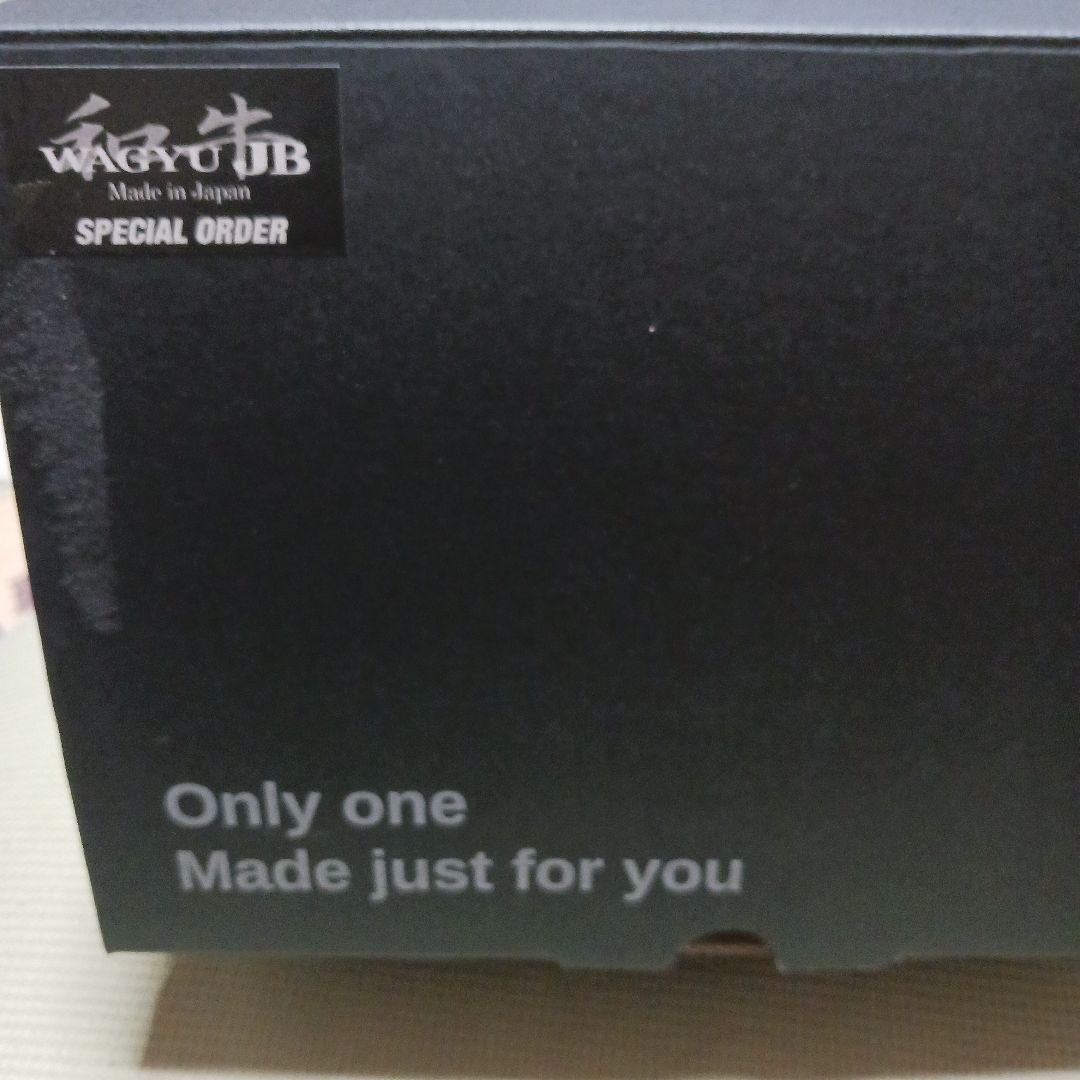 和牛
WAGYU JB
Made in Japan
SPECIAL ORDER
Only one
Made just for you